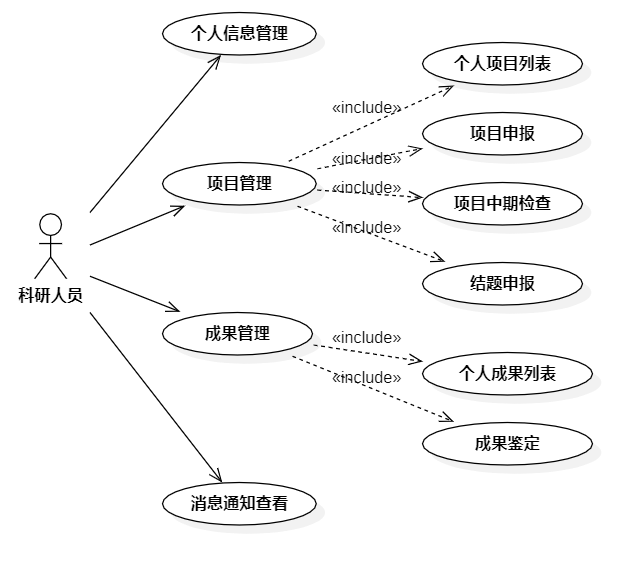 个人信息管理
个人项目列表
«include»
项目申报
«include»
项目管理
«include»
项目中期检查
«include»
结题申报
科研人员
成果管理
«include»
个人成果列表
«include»
成果鉴定
消息通知查看